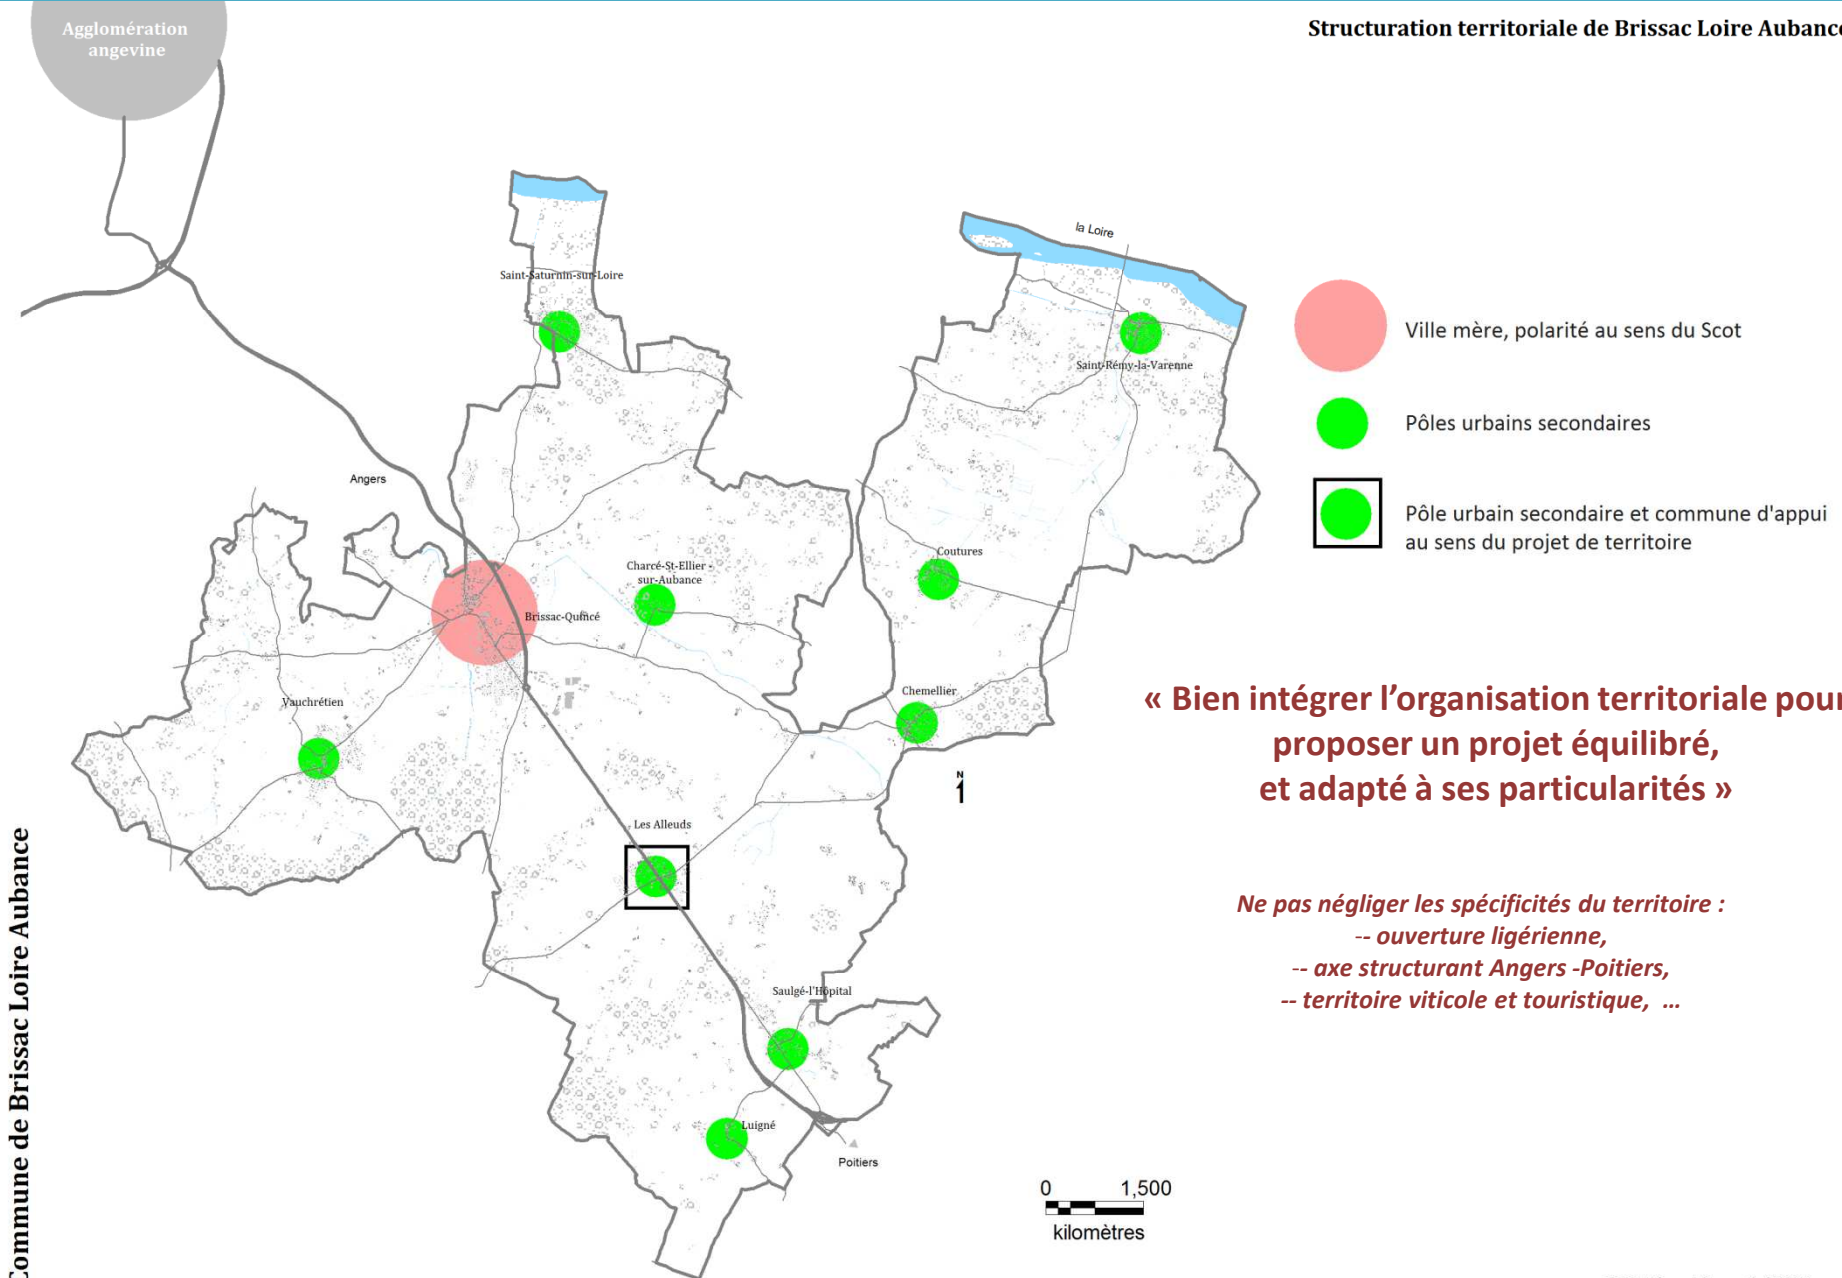 Agglomération
angevine
Structuration territoriale de Brissac Loire Aubance
la Loire
Saint-Saturnin-sur-Loire
Saint-Rémy-la-Varenne
Ville mère, polarité au sens du Scot
Pôles urbains secondaires
Angers
Pôle urbain secondaire et commune d'appui
au sens du projet de territoire
Coutures
Charcé-St-Ellier -
sur-Aubance
Brissac-Quincé
Chemellier
Vauchrétien
« Bien intégrer l’organisation territoriale pour
proposer un projet équilibré,
et adapté à ses particularités »
N
Les Alleuds
Commune de Brissac Loire Aubance
Ne pas négliger les spécificités du territoire :
-- ouverture ligérienne,
-- axe structurant Angers -Poitiers,
-- territoire viticole et touristique, ...
Saulgé-l'Hôpital
Luigné
Poitiers
0 1,500
kilomètres